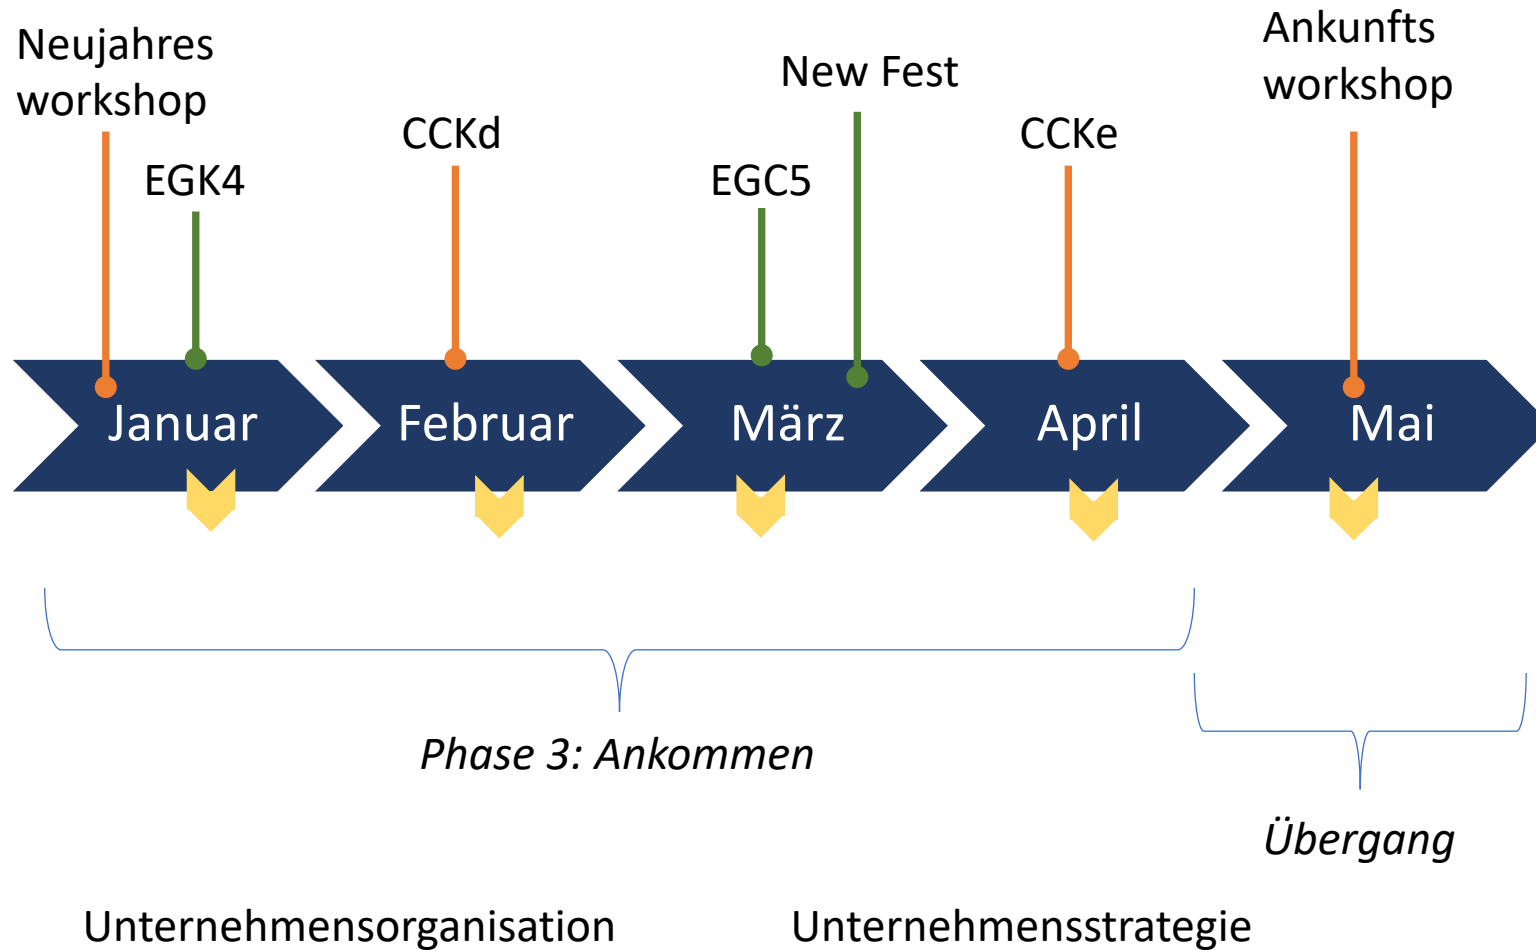 Neujahres
workshop
EGK4
CCKd
New Fest
EGC5
CCKe
Ankunfts
workshop
Januar
Februar
März
April
Mai
Phase 3: Ankommen
Übergang
Unternehmensorganisation
Unternehmensstrategie